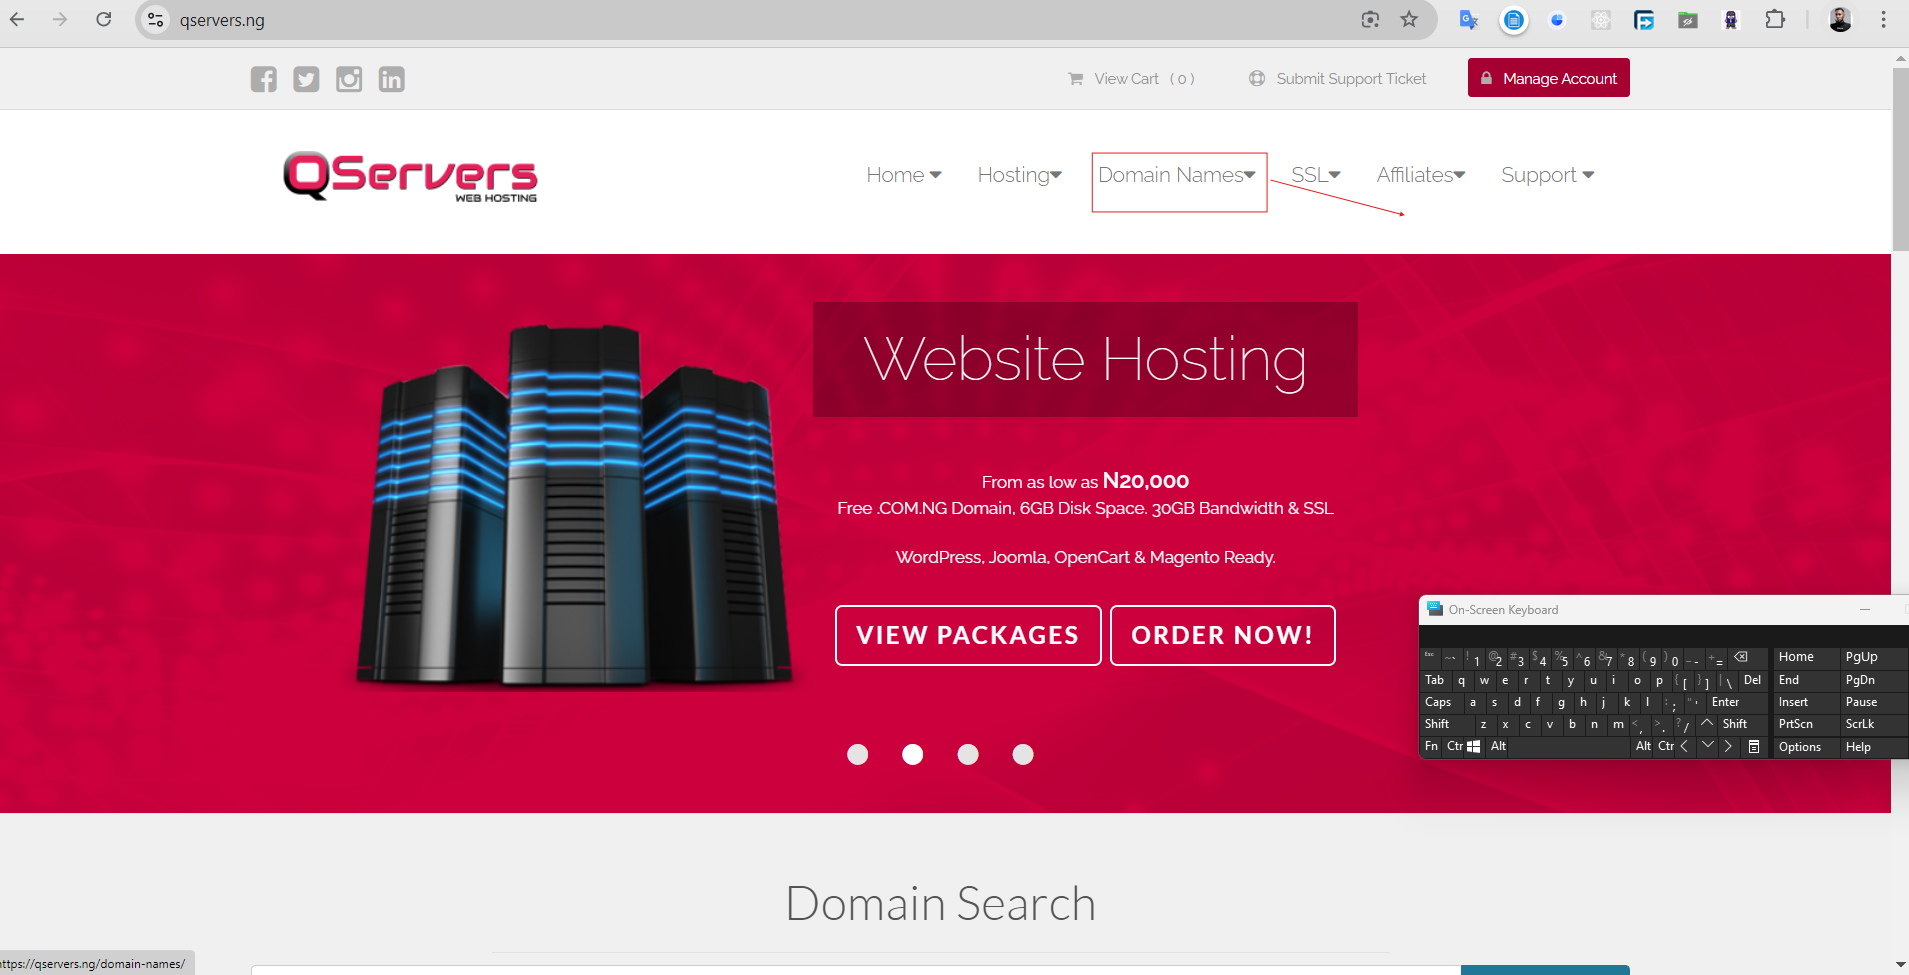 qservers.ng
View Cart ( 0 )
Submit Support Ticket
Manage Account
QServers
WEB HOSTING
Home
Hosting
Domain Names
SSL
Affiliates
Support
Website Hosting
From as low as N20,000
Free .COM.NG Domain, 6GB Disk Space. 30GB Bandwidth & SSL
WordPress, Joomla, OpenCart & Magento Ready.
VIEW PACKAGES
ORDER NOW!
On-Screen Keyboard
Esc ~ ` ! 1 @ 2 # 3 $ 4 % 5 ^ 6 & 7 * 8 ( 9 ) 0 _ - + = Home PgUp
Tab q w e r t y u i o p { [ } ] | \ Del End PgDn
Caps a s d f g h j k l : ; " ' Enter Insert Pause
Shift z x c v b n m < , > . ? / Shift PrtScn ScrLk
Fn Ctr Alt Alt Ctr Options Help
Domain Search
https://qservers.ng/domain-names/